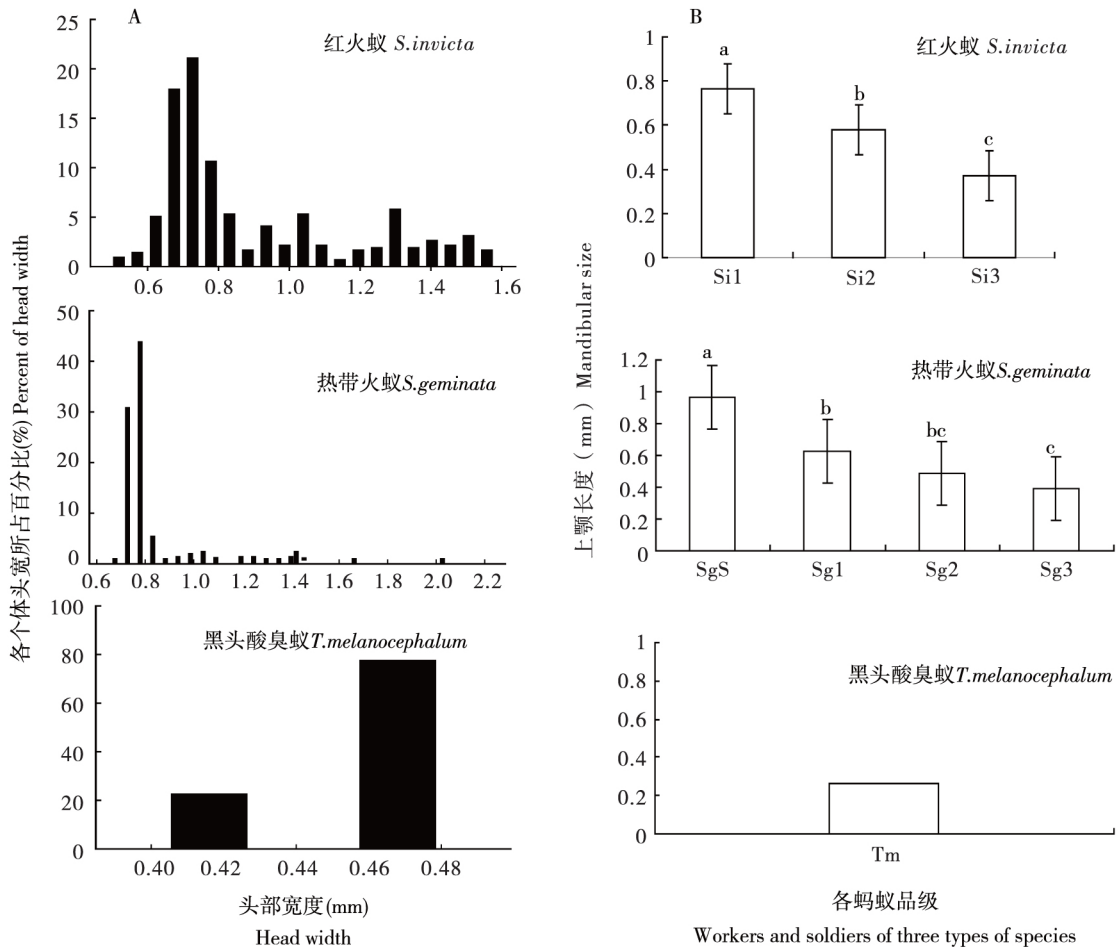 A
25
20
15
10
5
0
红火蚁 S.invicta
0.6 0.8 1.0 1.2 1.4 1.6
50
40
30
20
10
0
热带火蚁S.geminata
0.6 0.8 1.0 1.2 1.4 1.6 1.8 2.0 2.2
100
80
60
40
20
0
黑头酸臭蚁T.melanocephalum
0.40 0.42 0.44 0.46 0.48
各个体头宽所占百分比(%) Percent of head width
头部宽度(mm)
Head width
B
1
0.8
0.6
0.4
0.2
0
红火蚁 S.invicta
a
b
c
Si1 Si2 Si3
1.2
1
0.8
0.6
0.4
0.2
0
热带火蚁S.geminata
a
b
bc
c
SgS Sg1 Sg2 Sg3
1
0.8
0.6
0.4
0.2
0
黑头酸臭蚁T.melanocephalum
Tm
上颚长度（mm）Mandibular size
各蚂蚁品级
Workers and soldiers of three types of species